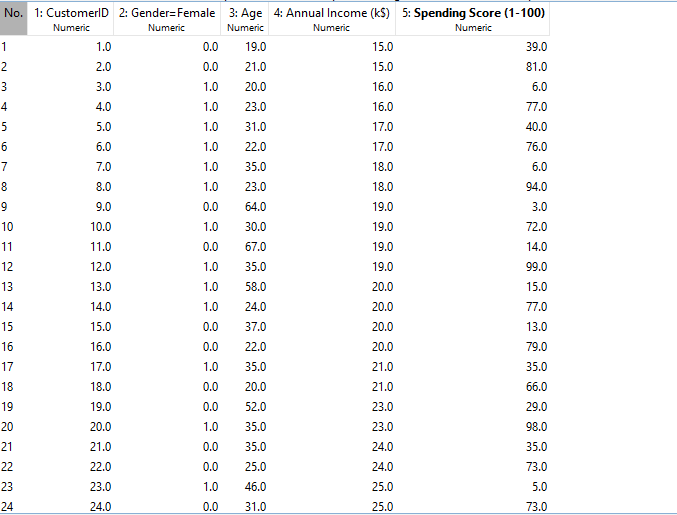 No. 1: CustomerID 2: Gender=Female 3: Age 4: Annual Income (k$) 5: Spending Score (1-100)
Numeric Numeric Numeric Numeric Numeric
1 1.0 0.0 19.0 15.0 39.0
2 2.0 0.0 21.0 15.0 81.0
3 3.0 1.0 20.0 16.0 6.0
4 4.0 1.0 23.0 16.0 77.0
5 5.0 1.0 31.0 17.0 40.0
6 6.0 1.0 22.0 17.0 76.0
7 7.0 1.0 35.0 18.0 6.0
8 8.0 1.0 23.0 18.0 94.0
9 9.0 0.0 64.0 19.0 3.0
10 10.0 1.0 30.0 19.0 72.0
11 11.0 0.0 67.0 19.0 14.0
12 12.0 1.0 35.0 19.0 99.0
13 13.0 1.0 58.0 20.0 15.0
14 14.0 1.0 24.0 20.0 77.0
15 15.0 0.0 37.0 20.0 13.0
16 16.0 0.0 22.0 20.0 79.0
17 17.0 1.0 35.0 21.0 35.0
18 18.0 0.0 20.0 21.0 66.0
19 19.0 0.0 52.0 23.0 29.0
20 20.0 1.0 35.0 23.0 98.0
21 21.0 0.0 35.0 24.0 35.0
22 22.0 0.0 25.0 24.0 73.0
23 23.0 1.0 46.0 25.0 5.0
24 24.0 0.0 31.0 25.0 73.0